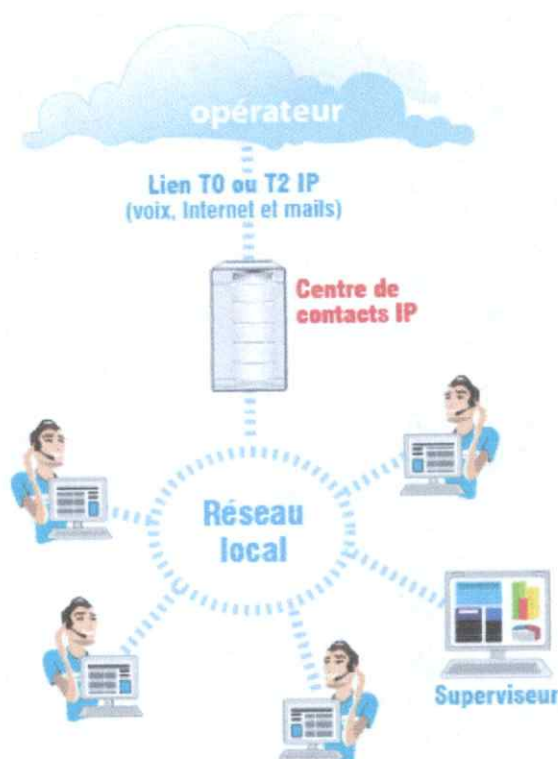 opérateur
Lien T0 ou T2 IP
(voix, Internet et mails)
Centre de
contacts IP
Réseau
local
Superviseur